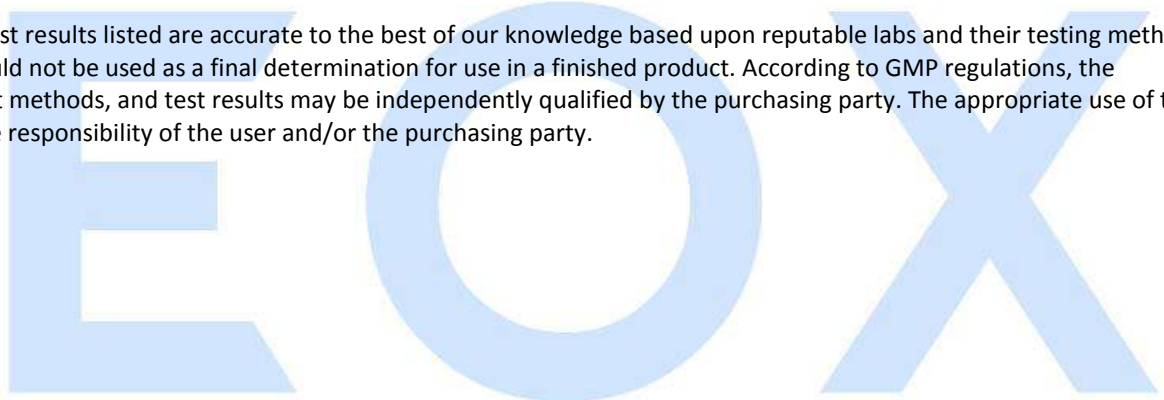 st results listed are accurate to the best of our knowledge based upon reputable labs and their testing meth
uld not be used as a final determination for use in a finished product. According to GMP regulations, the
t methods, and test results may be independently qualified by the purchasing party. The appropriate use of t
e responsibility of the user and/or the purchasing party.
EOX